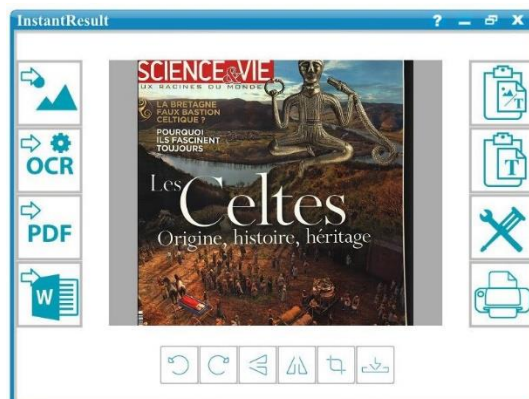 InstantResult
SCIENCE & VIE
UX RACINES DU MONDE
LA BRETAGNE
FAUX BASTION
CELTIQUE ?
POURQUOI
ILS FASCINENT
TOUJOURS
Les
Celtes
Origine, histoire, héritage
OCR
PDF
W
T
T